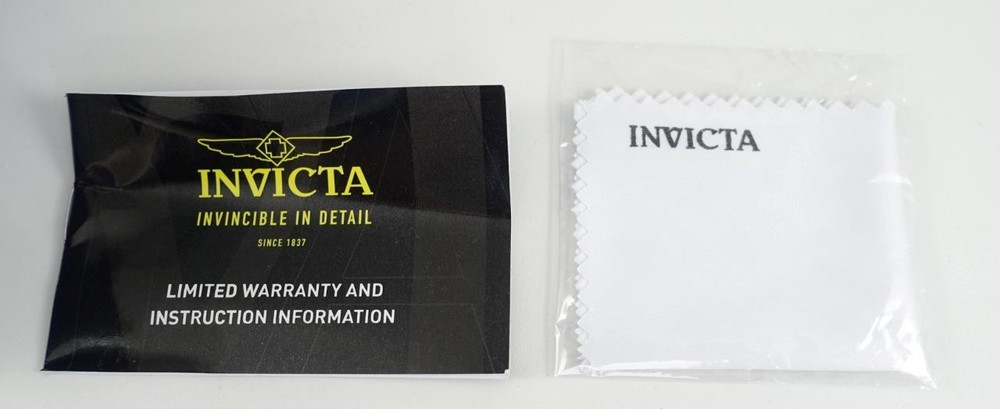 INVICTA
INVINCIBLE IN DETAIL
SINCE 1837
LIMITED WARRANTY AND
INSTRUCTION INFORMATION
INVICTA